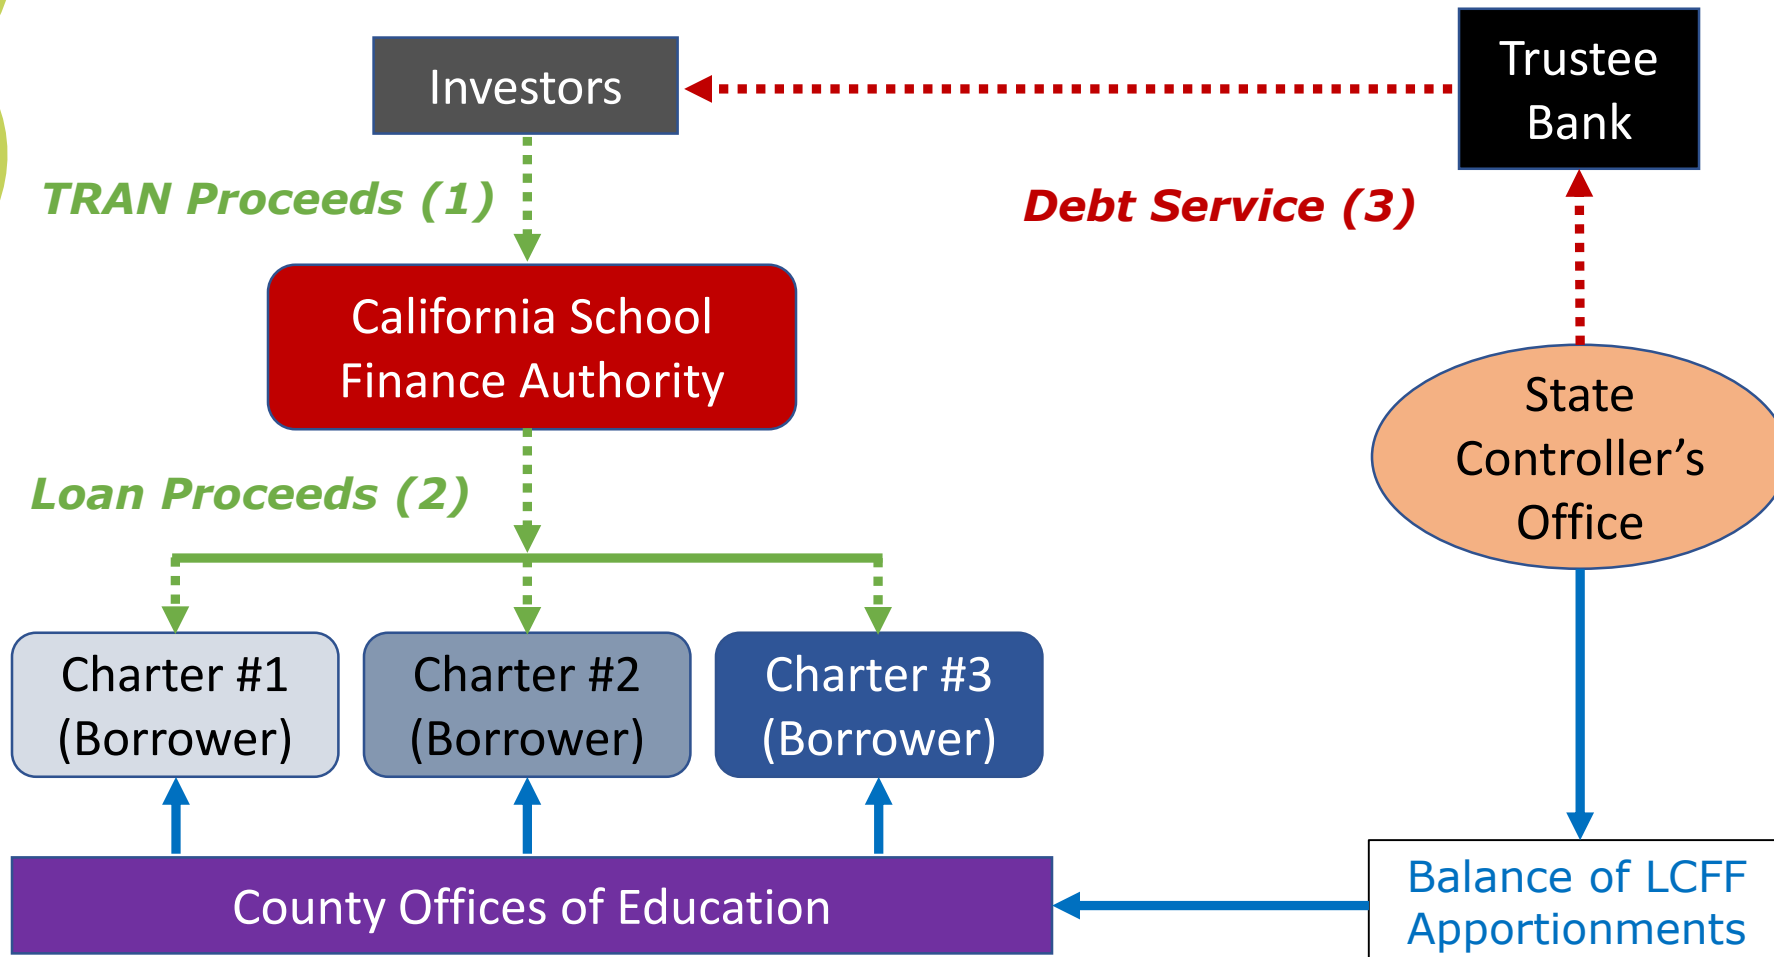 Investors
Trustee
Bank
TRAN Proceeds (1)
Debt Service (3)
California School
Finance Authority
State
Controller’s
Office
Loan Proceeds (2)
Charter #1
(Borrower)
Charter #2
(Borrower)
Charter #3
(Borrower)
County Offices of Education
Balance of LCFF
Apportionments